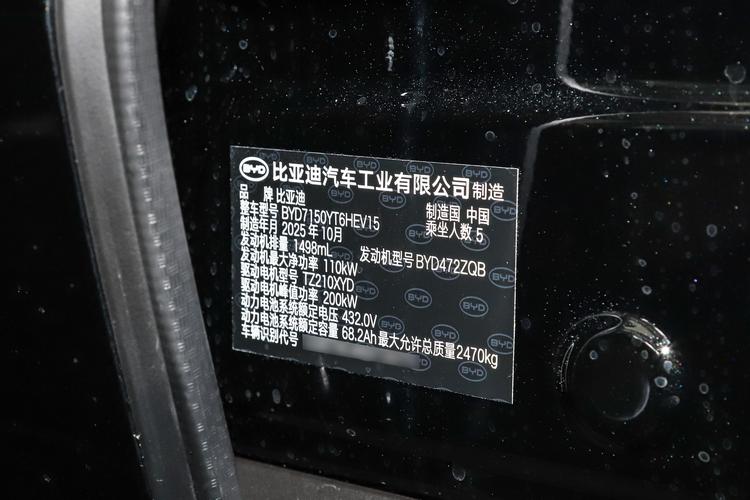 BYD 比亚迪汽车工业有限公司制造
品 牌 比亚迪 制造国 中国
整车型号 BYD7150YT6HEV15 乘坐人数 5
制造年月 2025 年 10月
发动机排量 1498mL 发动机型号 BYD472ZQB
发动机最大净功率 110kW
驱动电机型号 TZ210XYD
驱动电机峰值功率 200kW
动力电池系统额定电压 432.0V
动力电池系统额定容量 68.2Ah 最大允许总质量2470kg
车辆识别代号